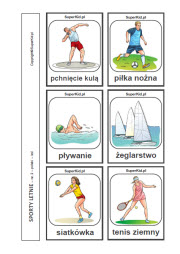 SuperKid.pl
SuperKid.pl
pchnięcie kulą
piłka nożna
SuperKid.pl
SuperKid.pl
pływanie
żeglarstwo
SuperKid.pl
SuperKid.pl
siatkówka
tenis ziemny
SPORTY LETNIE